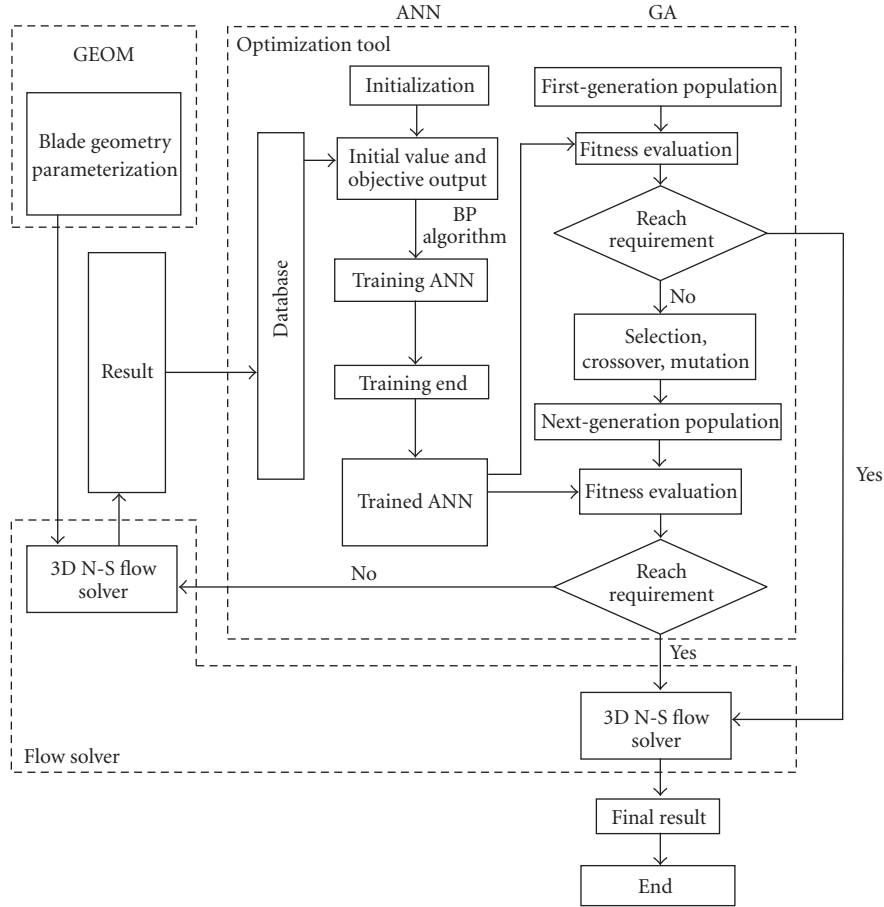 ANN
GA
GEOM
Optimization tool
Blade geometry
parameterization
Initialization
First-generation population
Initial value and
objective output
Fitness evaluation
BP
algorithm
Reach
requirement
Database
Training ANN
No
Result
Selection,
crossover, mutation
Training end
Next-generation population
Yes
Trained ANN
Fitness evaluation
3D N-S flow
solver
No
Reach
requirement
Yes
3D N-S flow
solver
Flow solver
Final result
End